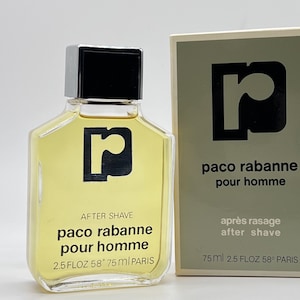 r
AFTER SHAVE
paco rabanne
pour homme
2.5 FL OZ 58° 75 ml PARIS
r
paco rabanne
pour homme
après rasage
after shave
75 ml 2.5 FL OZ 58° PARIS